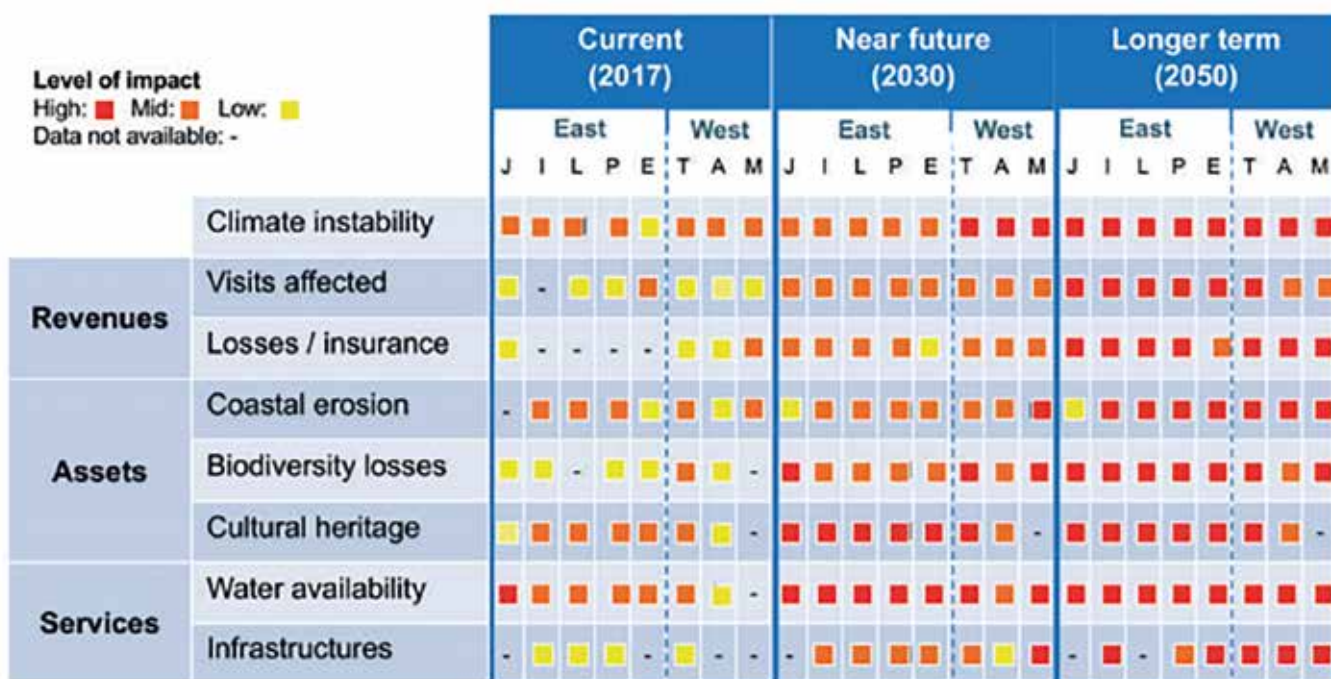 Current (2017)
Near future (2030)
Longer term (2050)
Level of impact
High: Mid: Low:
Data not available: -
East West East West East West
J I L P E T A M J I L P E T A M J I L P E T A M
Climate instability
Revenues
Visits affected -
Losses / insurance - - - -
Assets
Coastal erosion -
Biodiversity losses - -
Cultural heritage - - -
Services
Water availability -
Infrastructures - - - - - - -